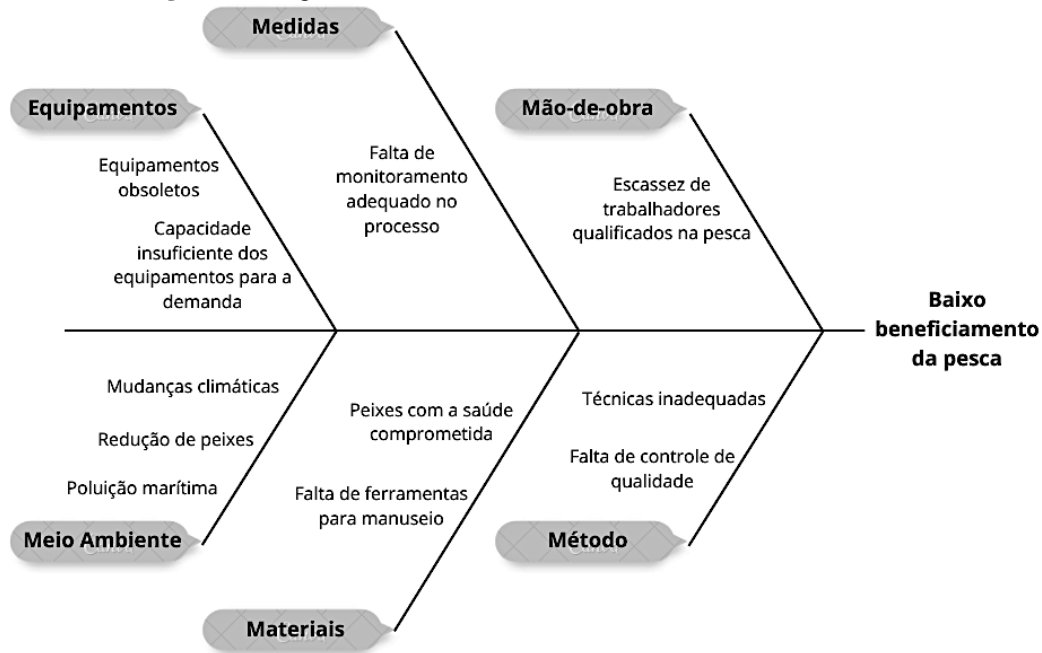 Medidas
Equipamentos
Mão-de-obra
Equipamentos
obsoletos
Capacidade
insuficiente dos
equipamentos para a
demanda
Falta de
monitoramento
adequado no
processo
Escassez de
trabalhadores
qualificados na pesca
Baixo
beneficiamento
da pesca
Mudanças climáticas
Redução de peixes
Poluição marítima
Peixes com a saúde
comprometida
Falta de ferramentas
para manuseio
Técnicas inadequadas
Falta de controle de
qualidade
Meio Ambiente
Método
Materiais